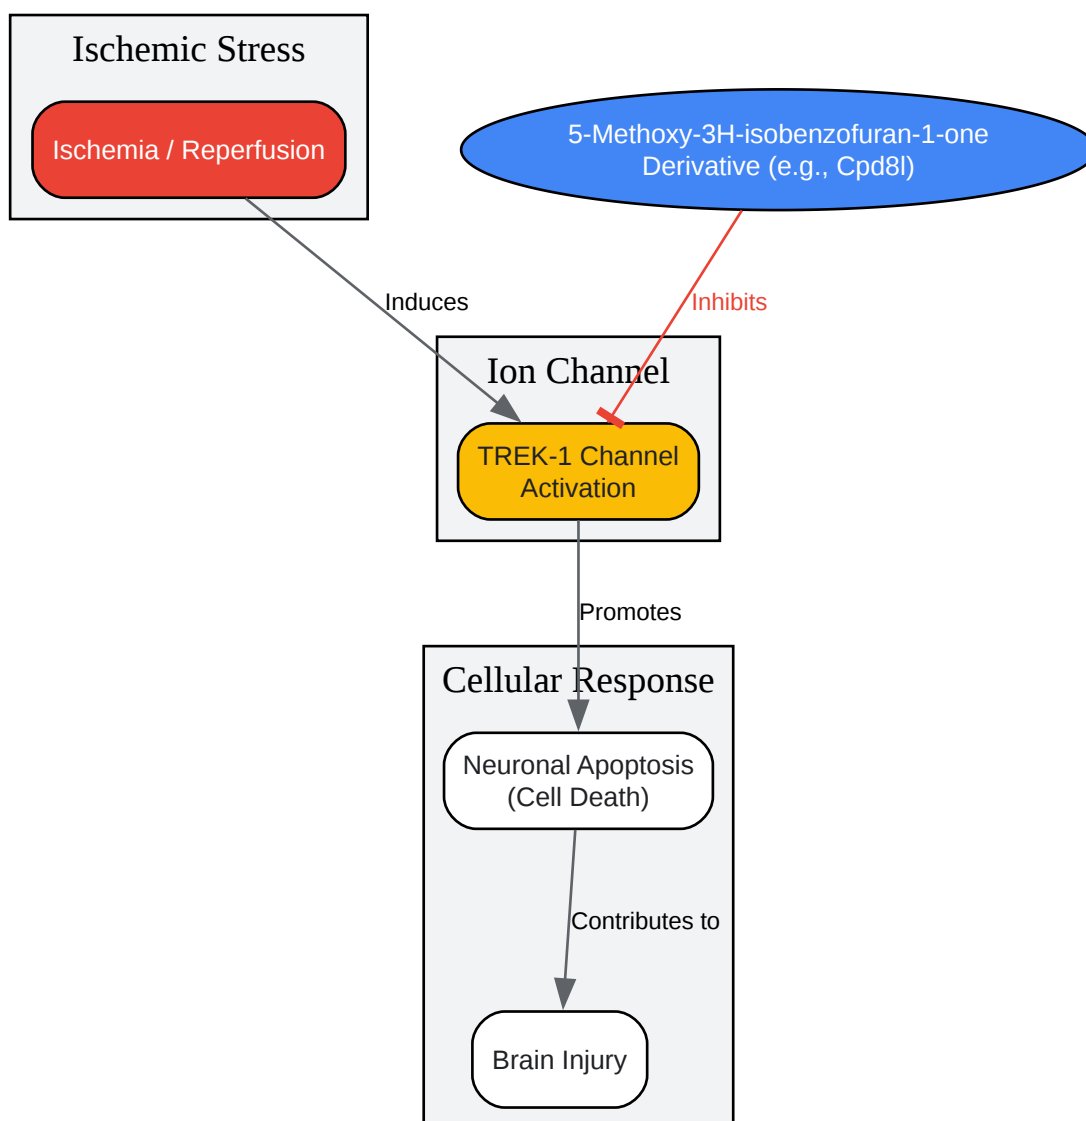 Ischemic Stress
Ischemia / Reperfusion
5-Methoxy-3H-isobenzofuran-1-one
Derivative (e.g., Cpd8l)
Induces
Inhibits
Ion Channel
TREK-1 Channel
Activation
Promotes
Cellular Response
Neuronal Apoptosis
(Cell Death)
Contributes to
Brain Injury